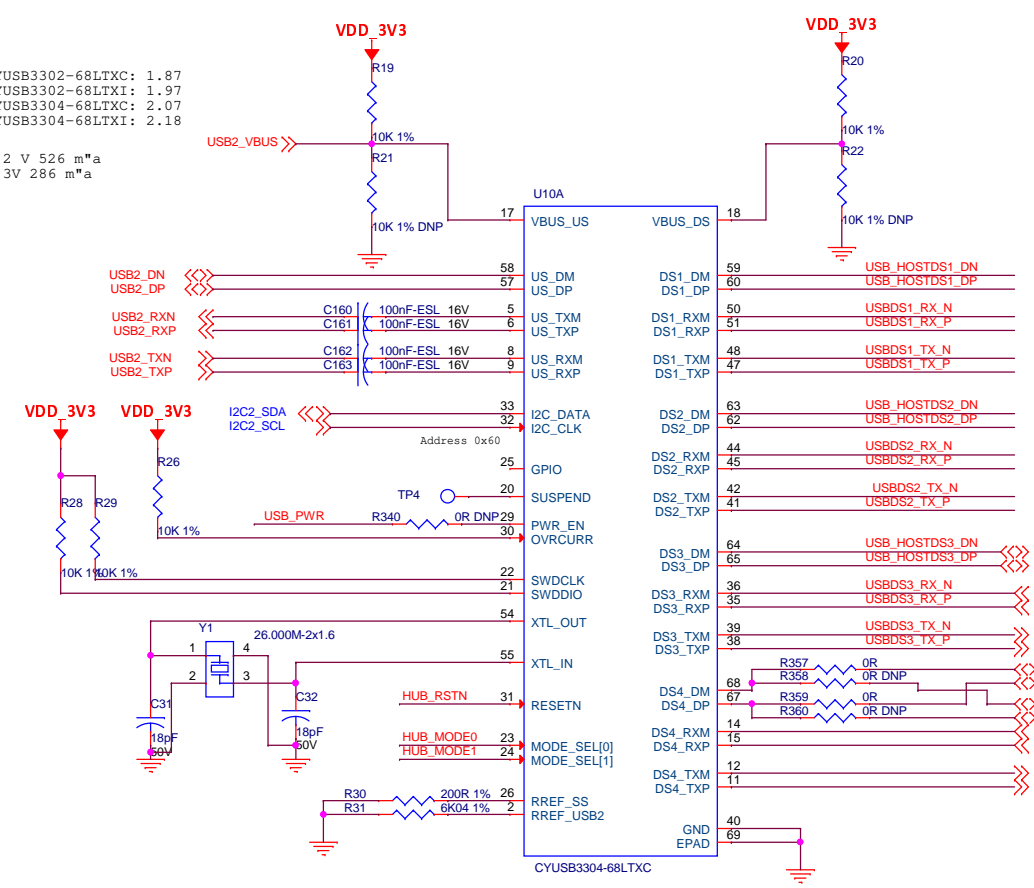 VDD_3V3
VDD_3V3
R19
R20
YUSB3302-68LTXC: 1.87
YUSB3302-68LTXI: 1.97
YUSB3304-68LTXC: 2.07
YUSB3304-68LTXI: 2.18
10K 1%
10K 1%
USB2_VBUS
R21
R22
2 V 526 m"a
3V 286 m"a
10K 1% DNP
10K 1% DNP
U10A
17 VBUS_US
VBUS_DS 18
USB2_DN 58 US_DM
USB2_DP 57 US_DP
DS1_DM 59 USB_HOSTDS1_DN
DS1_DP 60 USB_HOSTDS1_DP
USB2_RXN C160 100nF-ESL 16V 5 US_TXM
USB2_RXP C161 100nF-ESL 16V 6 US_TXP
DS1_RXM 50 USBDS1_RX_N
DS1_RXP 51 USBDS1_RX_P
USB2_TXN C162 100nF-ESL 16V 8 US_RXM
USB2_TXP C163 100nF-ESL 16V 9 US_RXP
DS1_TXM 48 USBDS1_TX_N
DS1_TXP 47 USBDS1_TX_P
VDD_3V3 VDD_3V3
I2C2_SDA 33 I2C_DATA
I2C2_SCL 32 I2C_CLK
Address 0x60
DS2_DM 63 USB_HOSTDS2_DN
DS2_DP 62 USB_HOSTDS2_DP
R26
25 GPIO
DS2_RXM 44 USBDS2_RX_N
DS2_RXP 45 USBDS2_RX_P
R28 R29
TP4 20 SUSPEND
DS2_TXM 42 USBDS2_TX_N
DS2_TXP 41 USBDS2_TX_P
USB_PWR R340 0R DNP 29 PWR_EN
10K 1% 30 OVRCURR
DS3_DM 64 USB_HOSTDS3_DN
DS3_DP 65 USB_HOSTDS3_DP
10K 1% 10K 1%
22 SWDCLK
21 SWDDIO
DS3_RXM 36 USBDS3_RX_N
DS3_RXP 35 USBDS3_RX_P
54 XTL_OUT
Y1 26.000M-2x1.6
DS3_TXM 39 USBDS3_TX_N
DS3_TXP 38 USBDS3_TX_P
1 4
2 3
55 XTL_IN
R357 0R
R358 0R DNP
DS4_DM 68
DS4_DP 67
R359 0R
R360 0R DNP
C31 C32
HUB_RSTN 31 RESETN
18pF 18pF
50V 50V
DS4_RXM 14
DS4_RXP 15
HUB_MODE0 23 MODE_SEL[0]
HUB_MODE1 24 MODE_SEL[1]
DS4_TXM 12
DS4_TXP 11
R30 200R 1% 26 RREF_SS
R31 6K04 1% 2 RREF_USB2
GND 40
EPAD 69
CYUSB3304-68LTXC